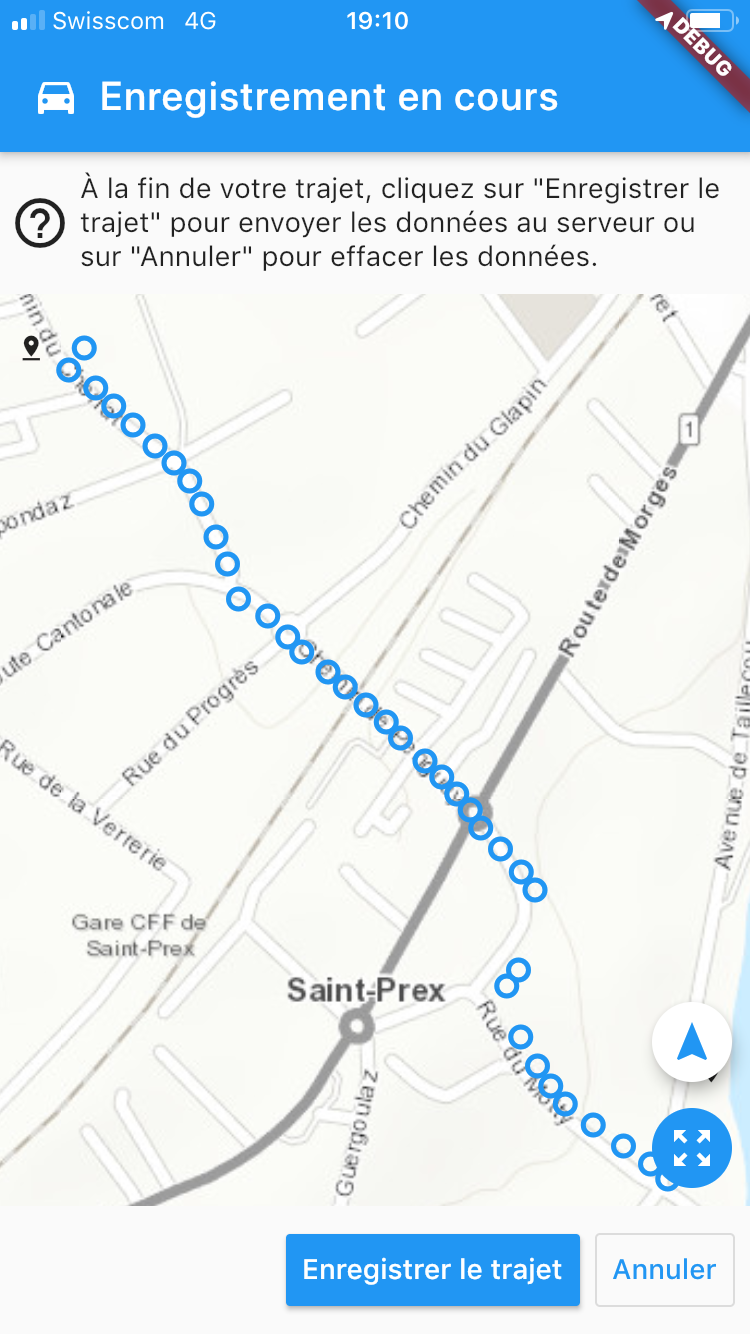 Swisscom 4G 19:10
DEBUG
Enregistrement en cours
À la fin de votre trajet, cliquez sur "Enregistrer le
trajet" pour envoyer les données au serveur ou
sur "Annuler" pour effacer les données.
Chemin du Glapin
1
Route de Morges
ute Cantonale
Rue du Progrès
Rue de la Verrerie
Avenue de Taillecou
Gare CFF de
Saint-Prex
Saint-Prex
Rue du Motty
Guergoulaz
Enregistrer le trajet
Annuler